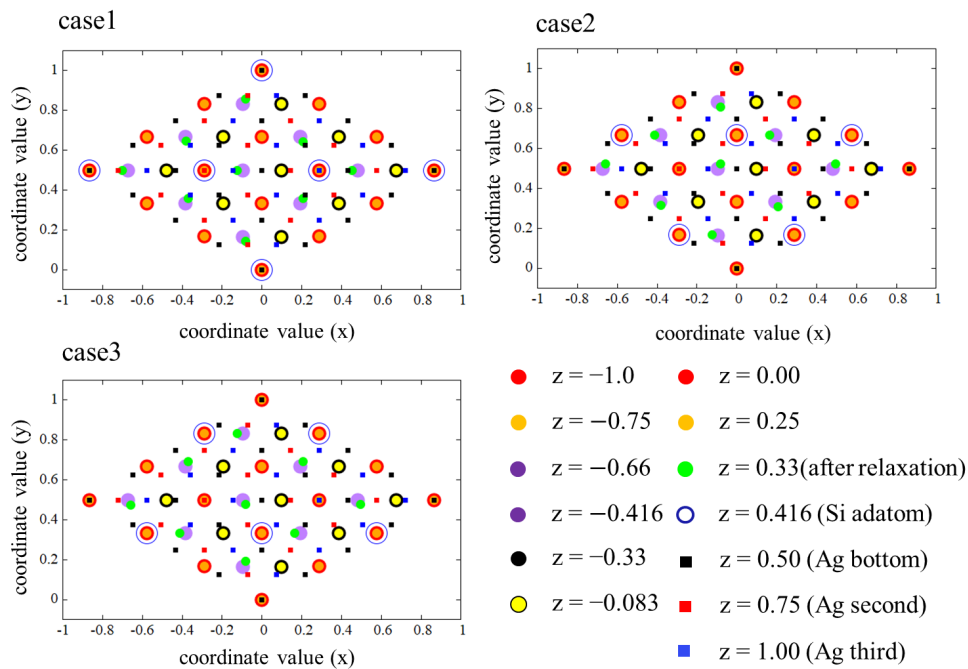 case1
case2
1
0.8
0.6
0.4
0.2
0
coordinate value (y)
-1 -0.8 -0.6 -0.4 -0.2 0 0.2 0.4 0.6 0.8 1
coordinate value (x)
1
0.8
0.6
0.4
0.2
0
coordinate value (y)
-1 -0.8 -0.6 -0.4 -0.2 0 0.2 0.4 0.6 0.8 1
coordinate value (x)
case3
1
0.8
0.6
0.4
0.2
0
coordinate value (y)
-1 -0.8 -0.6 -0.4 -0.2 0 0.2 0.4 0.6 0.8 1
coordinate value (x)
z = −1.0
z = −0.75
z = −0.66
z = −0.416
z = −0.33
z = −0.083
z = 0.00
z = 0.25
z = 0.33(after relaxation)
z = 0.416 (Si adatom)
z = 0.50 (Ag bottom)
z = 0.75 (Ag second)
z = 1.00 (Ag third)